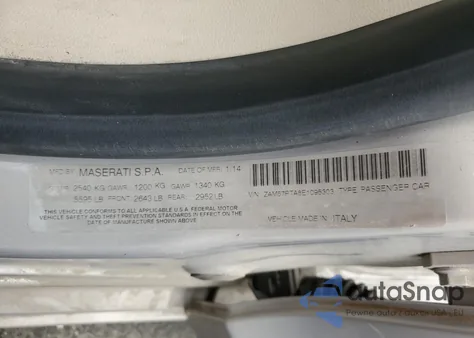 MFD BY MASERATI S.P.A. DATE OF MFR: 1/14
2540 KG GAWR: 1200 KG GAWR: 1340 KG
LB FRONT: 2643 LB REAR: 2952 LB
THIS VEHICLE CONFORMS TO ALL APPLICABLE U.S.A. FEDERAL MOTOR
VEHICLE SAFETY AND THEFT PREVENTION STANDARDS IN EFFECT ON THE
DATE OF MANUFACTURE SHOWN ABOVE
TYPE: PASSENGER CAR
VEHICLE MADE IN: ITALY
autoSnap